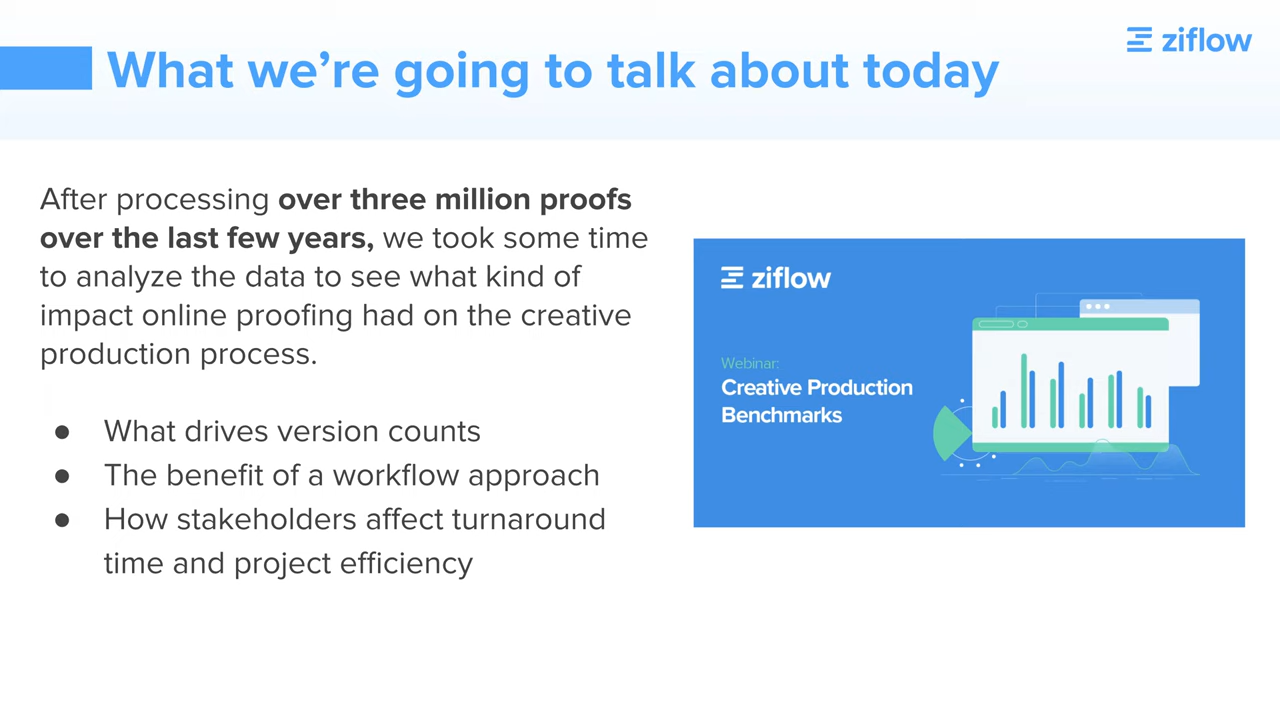 What we’re going to talk about today
ziflow
After processing over three million proofs
over the last few years, we took some time
to analyze the data to see what kind of
impact online proofing had on the creative
production process.
● What drives version counts
● The benefit of a workflow approach
● How stakeholders affect turnaround
time and project efficiency
ziflow
Webinar:
Creative Production
Benchmarks